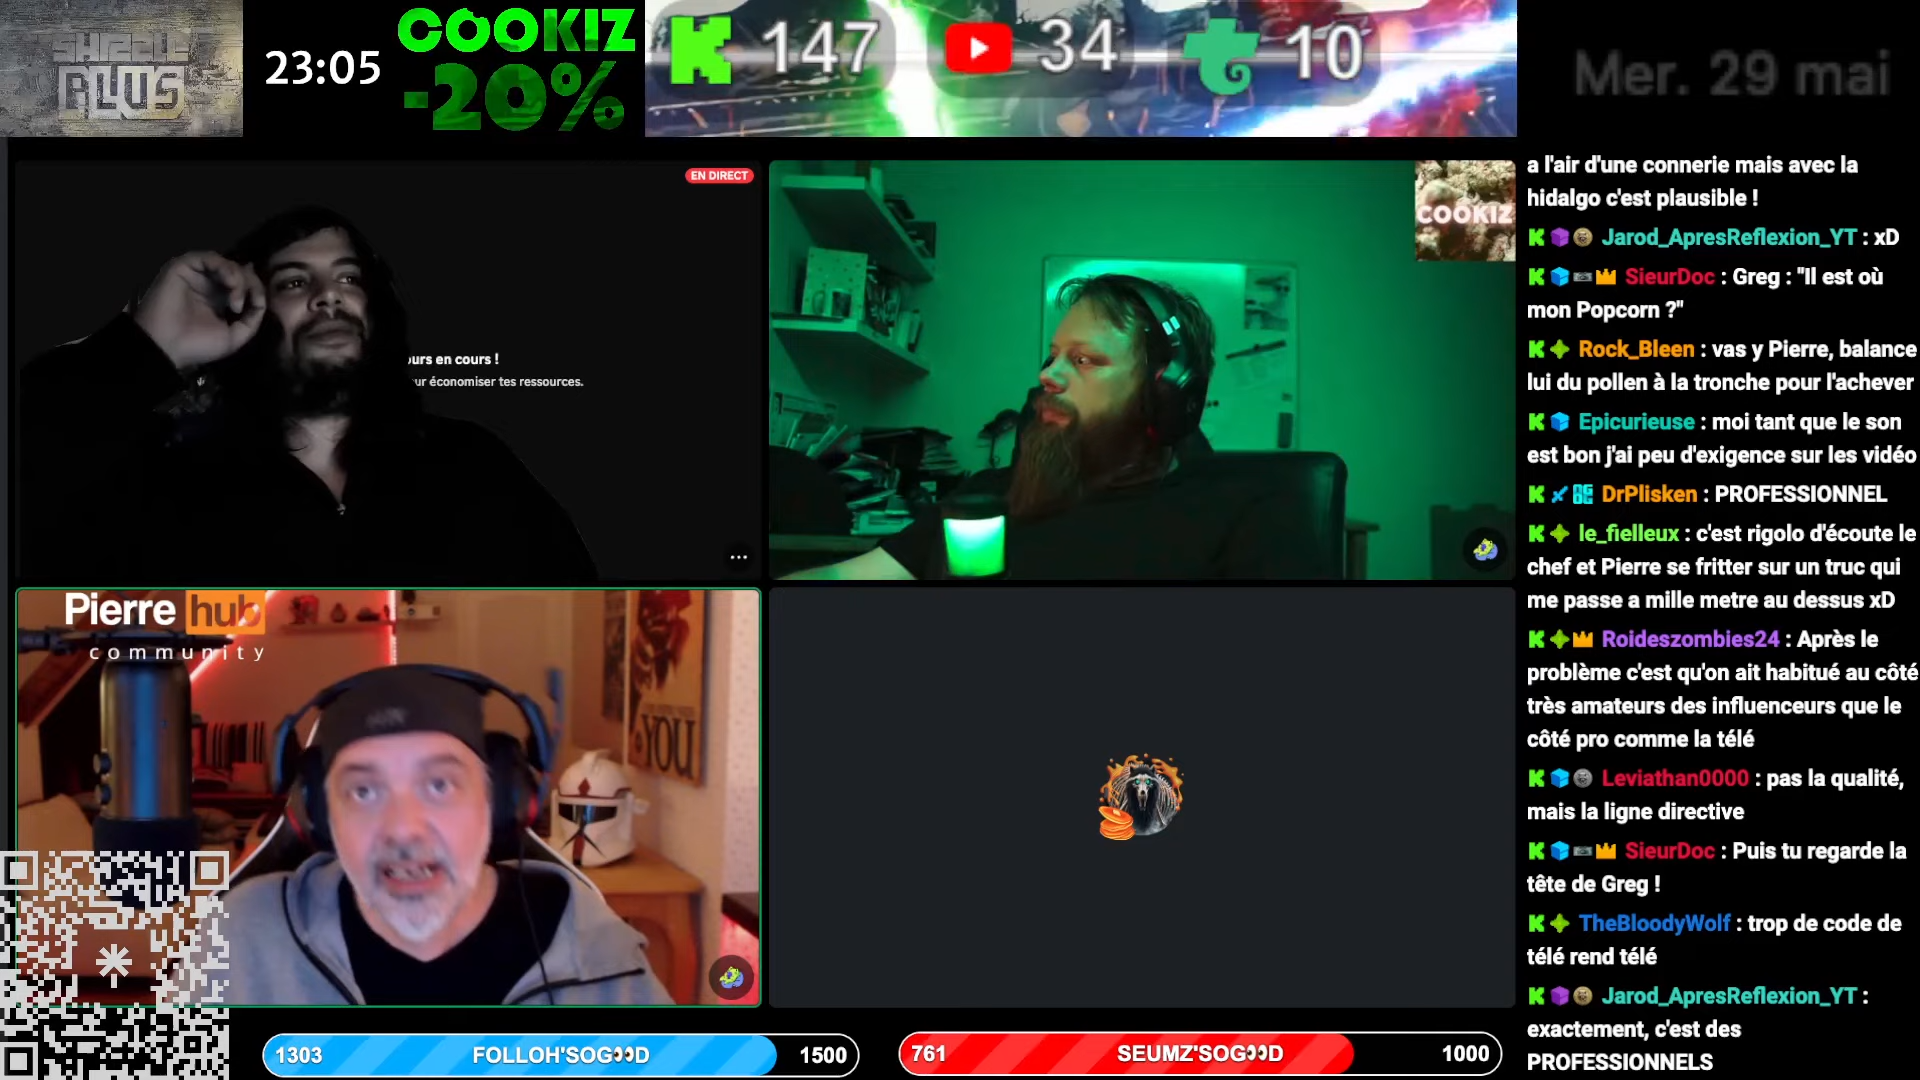 SHRELL
23:05
COOKIZ
-20%
147
34
10
Mer. 29 mai
EN DIRECT
urs en cours !
ur économiser tes ressources.
COOKIZ
Pierre hub
community
YOU
a l'air d'une connerie mais avec la
hidalgo c'est plausible !
Jarod_ApresReflexion_YT : xD
SieurDoc : Greg : "Il est où
mon Popcorn ?"
Rock_Bleen : vas y Pierre, balance
lui du pollen à la tronche pour l'achever
Epicurieuse : moi tant que le son
est bon j'ai peu d'exigence sur les vidéo
DrPlisken : PROFESSIONNEL
le_fielleux : c'est rigolo d'écoute le
chef et Pierre se fritter sur un truc qui
me passe a mille metre au dessus xD
Roideszombies24 : Après le
problème c'est qu'on ait habitué au côté
très amateurs des influenceurs que le
côté pro comme la télé
Leviathan0000 : pas la qualité,
mais la ligne directive
SieurDoc : Puis tu regarde la
tête de Greg !
TheBloodyWolf : trop de code de
télé rend télé
Jarod_ApresReflexion_YT :
exactement, c'est des
PROFESSIONNELS
1303 FOLLOH'SOG👀D 1500
761 SEUMZ'SOG👀D 1000